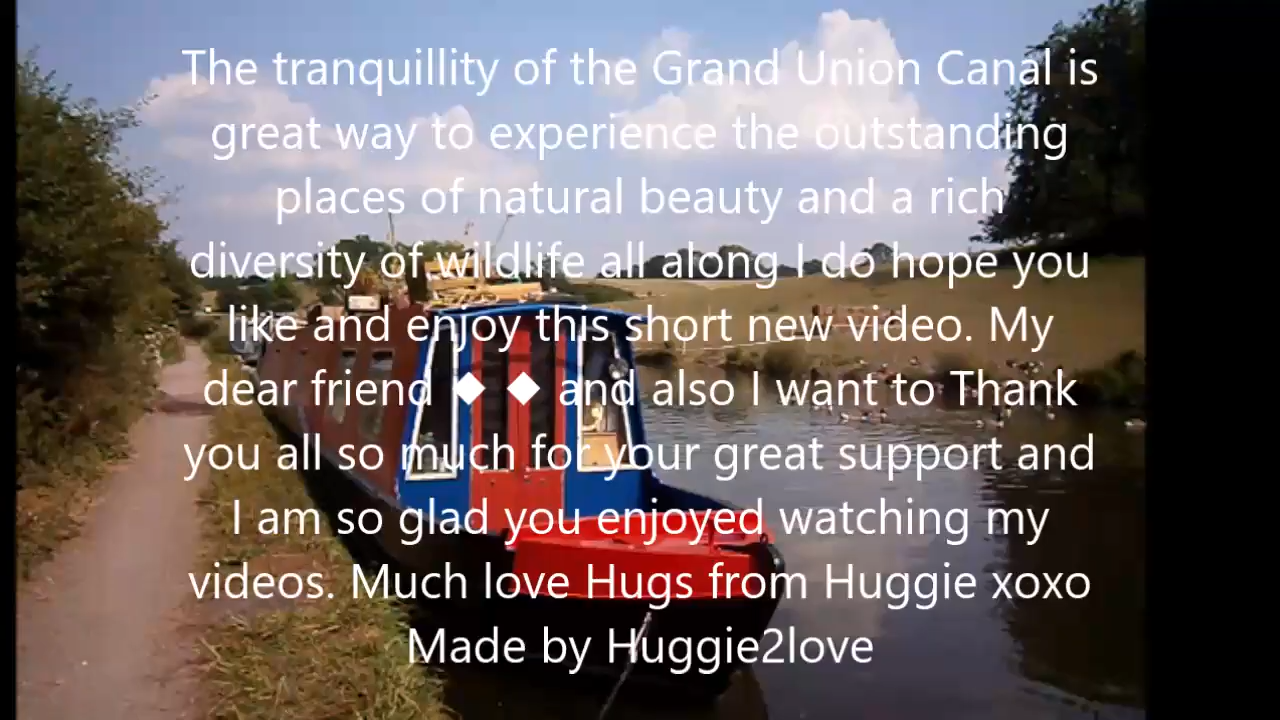 The tranquillity of the Grand Union Canal is
great way to experience the outstanding
places of natural beauty and a rich
diversity of wildlife all along I do hope you
like and enjoy this short new video. My
dear friend ◆ ◆ and also I want to Thank
you all so much for your great support and
I am so glad you enjoyed watching my
videos. Much love Hugs from Huggie xoxo
Made by Huggie2love